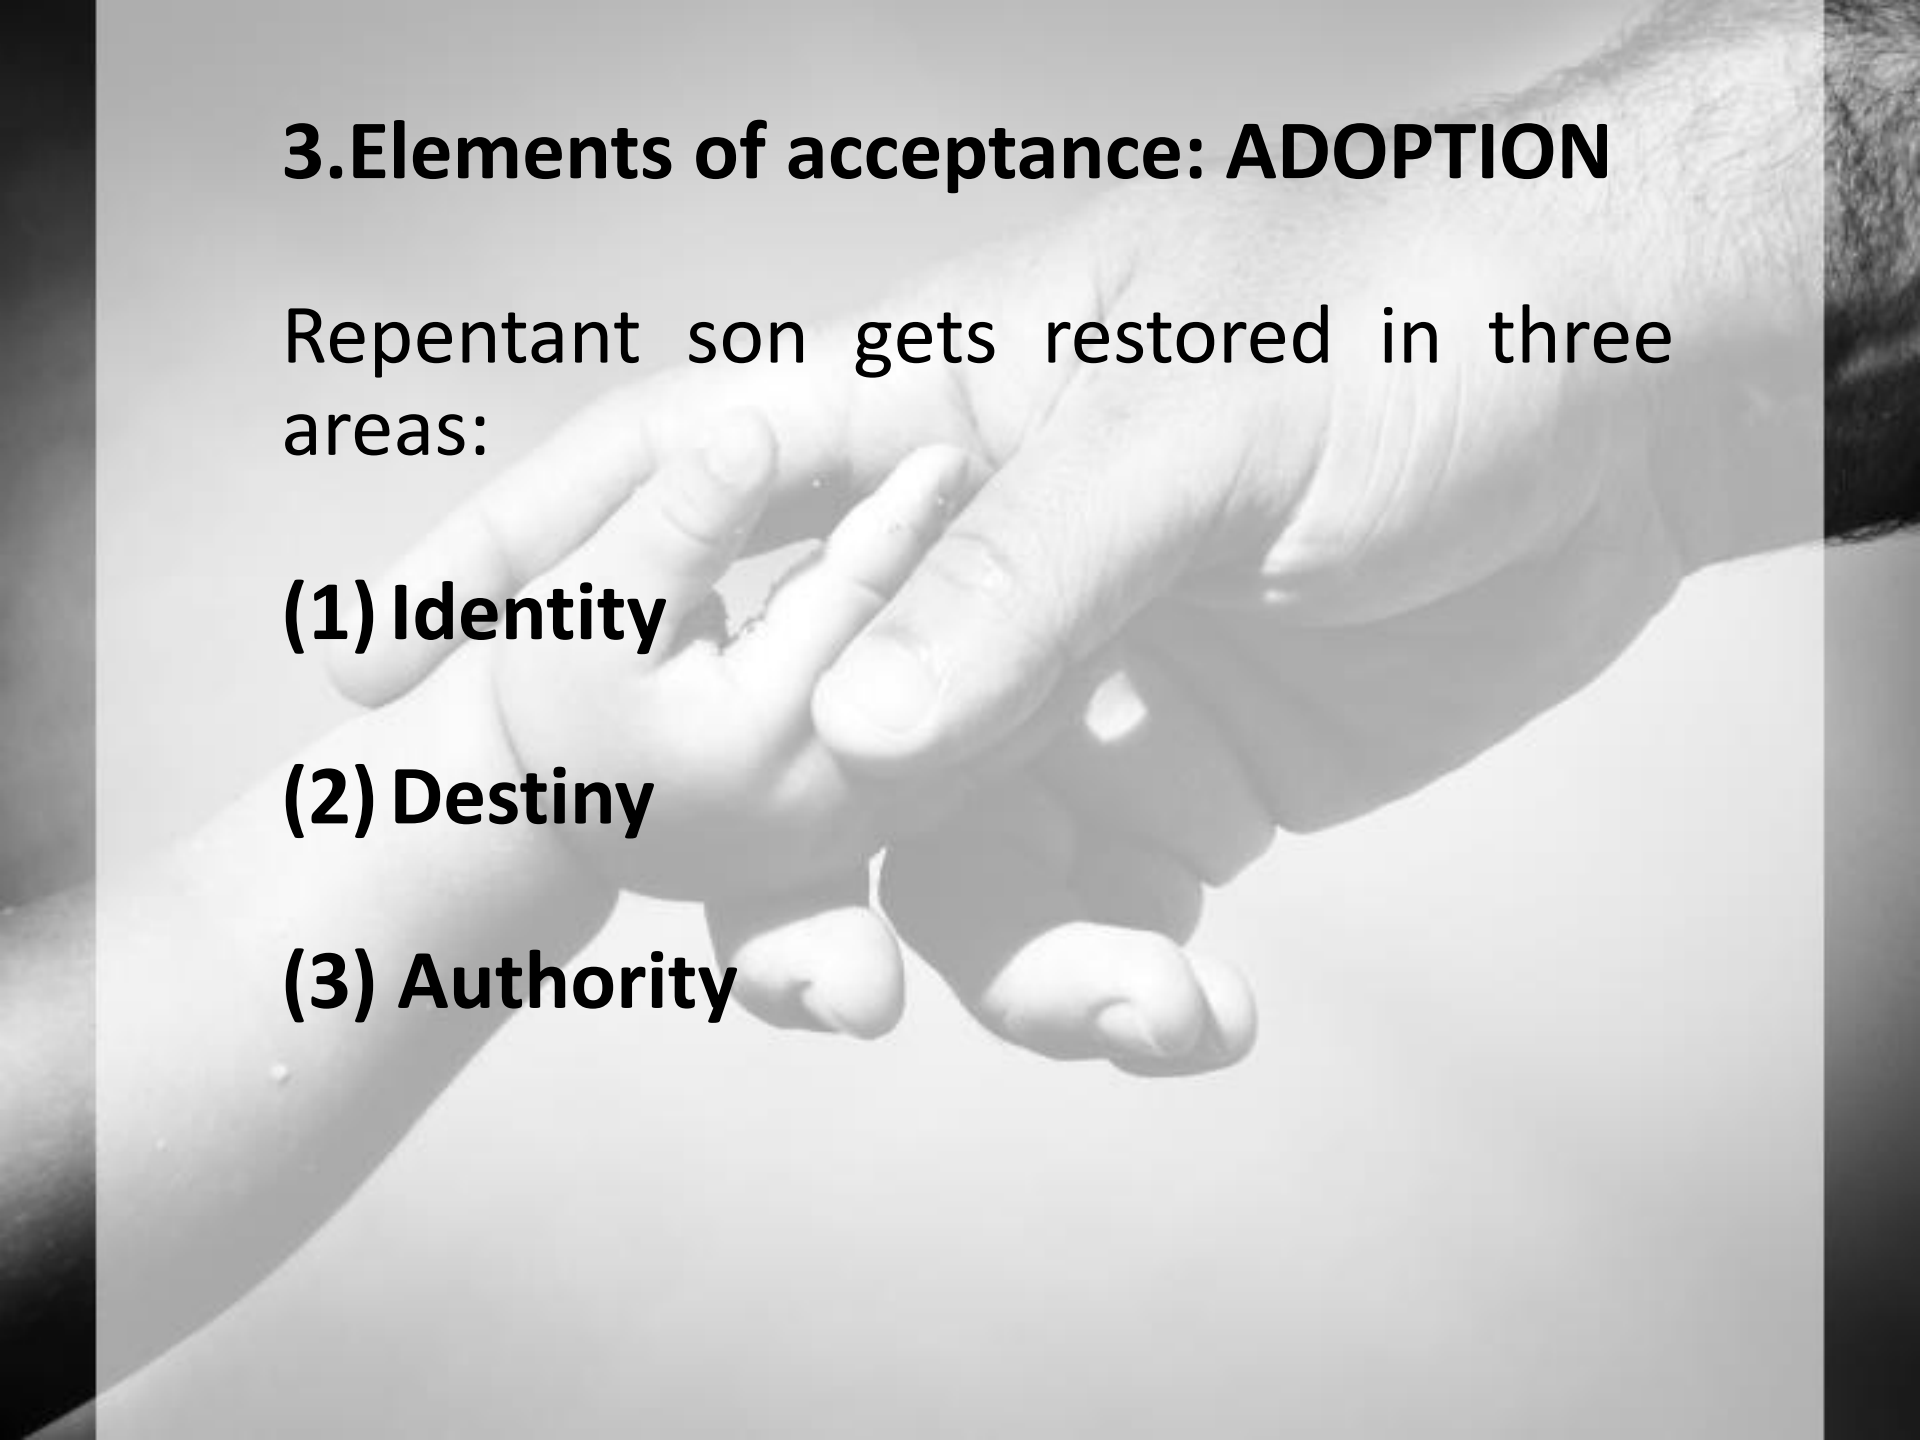 3.Elements of acceptance: ADOPTION
Repentant son gets restored in three
areas:
(1) Identity
(2) Destiny
(3) Authority